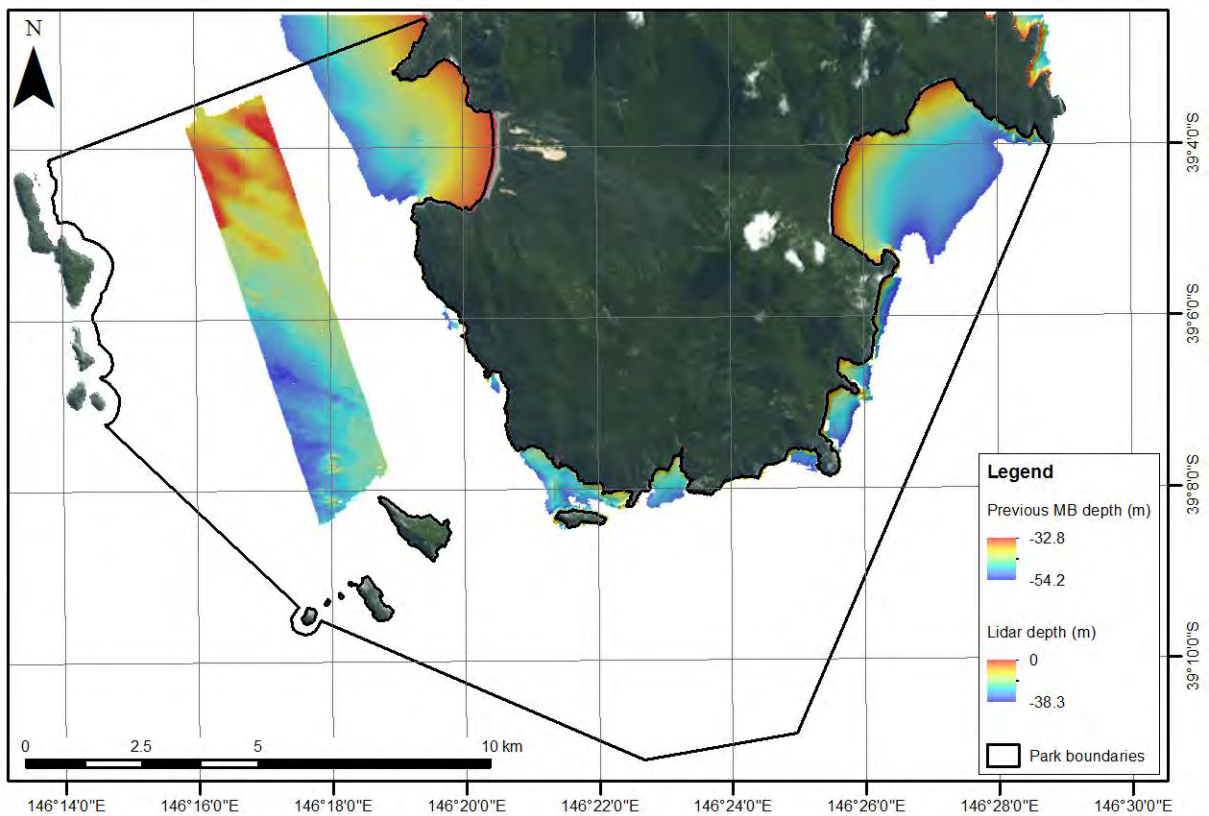 N
39°4'0"S
39°6'0"S
39°8'0"S
39°10'0"S
Legend
Previous MB depth (m)
-32.8
-54.2
Lidar depth (m)
0
-38.3
Park boundaries
0 2.5 5 10 km
146°14'0"E 146°16'0"E 146°18'0"E 146°20'0"E 146°22'0"E 146°24'0"E 146°26'0"E 146°28'0"E 146°30'0"E